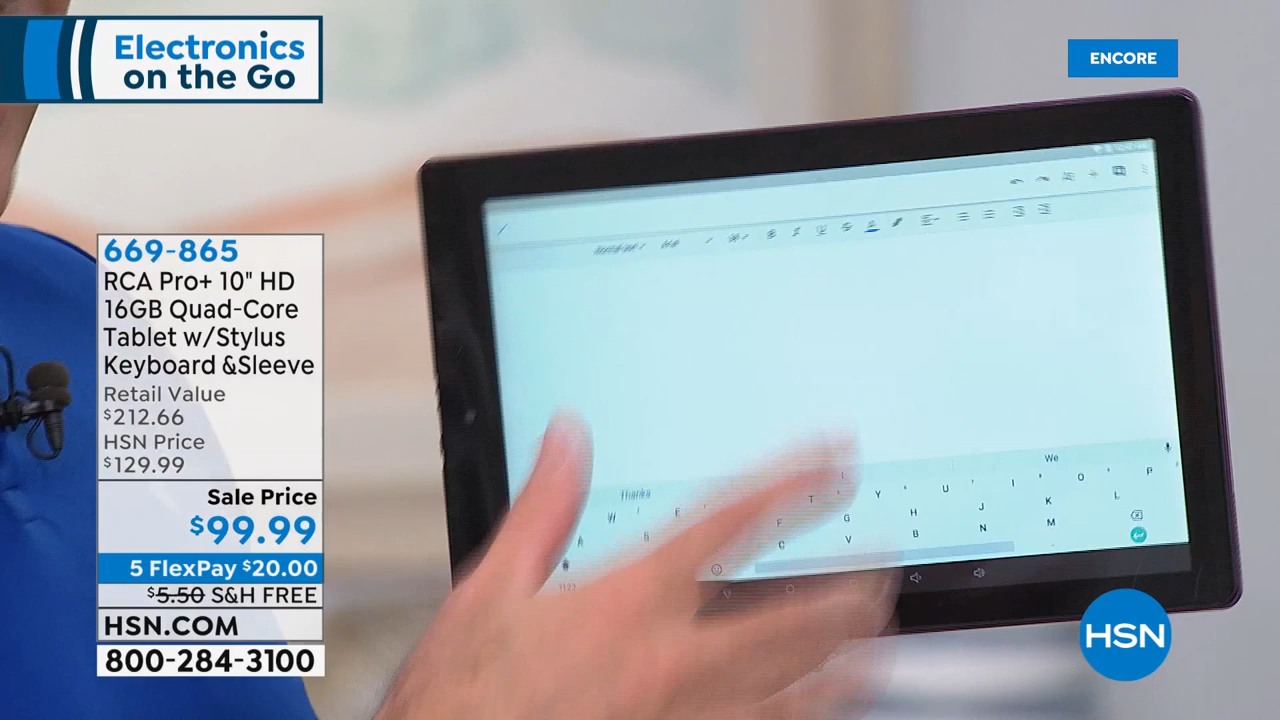 Electronics
on the Go
ENCORE
669-865
RCA Pro+ 10" HD
16GB Quad-Core
Tablet w/Stylus
Keyboard &Sleeve
Retail Value
$212.66
HSN Price
$129.99
Sale Price
$99.99
5 FlexPay $20.00
$5.50 S&H FREE
HSN.COM
800-284-3100
Thanks
We
W E T Y U I O P
F G H J K L
C V B N M
HSN